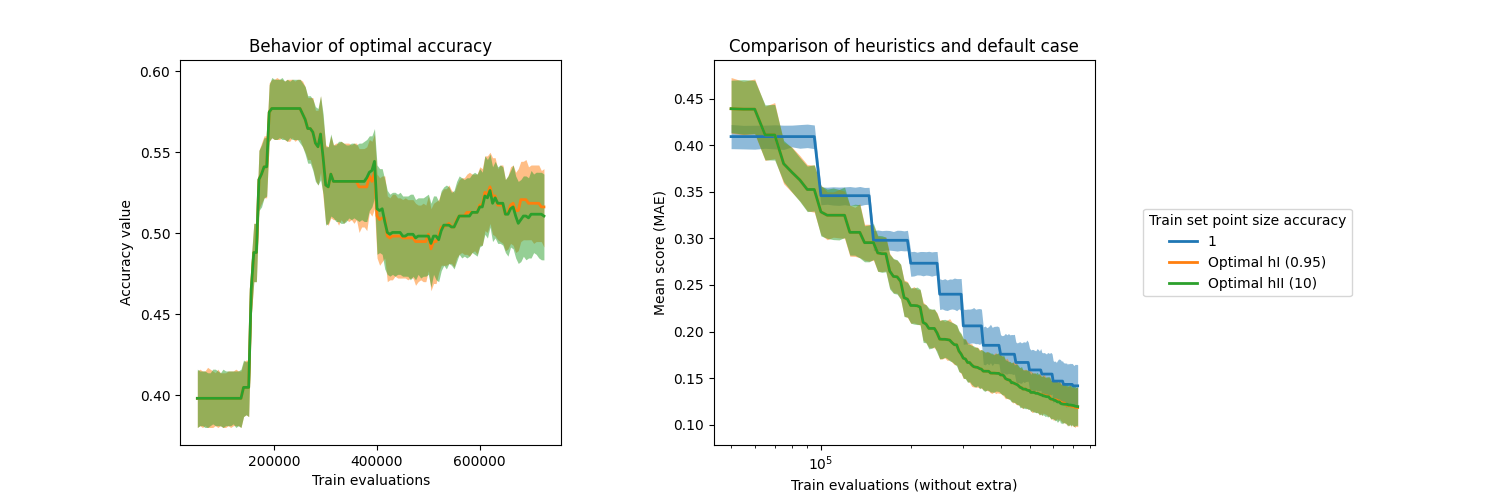 Behavior of optimal accuracy
0.60
0.55
0.50
0.45
0.40
Accuracy value
200000
400000
600000
Train evaluations
Comparison of heuristics and default case
0.45
0.40
0.35
0.30
0.25
0.20
0.15
0.10
Mean score (MAE)
10⁵
Train evaluations (without extra)
Train set point size accuracy
1
Optimal hI (0.95)
Optimal hII (10)